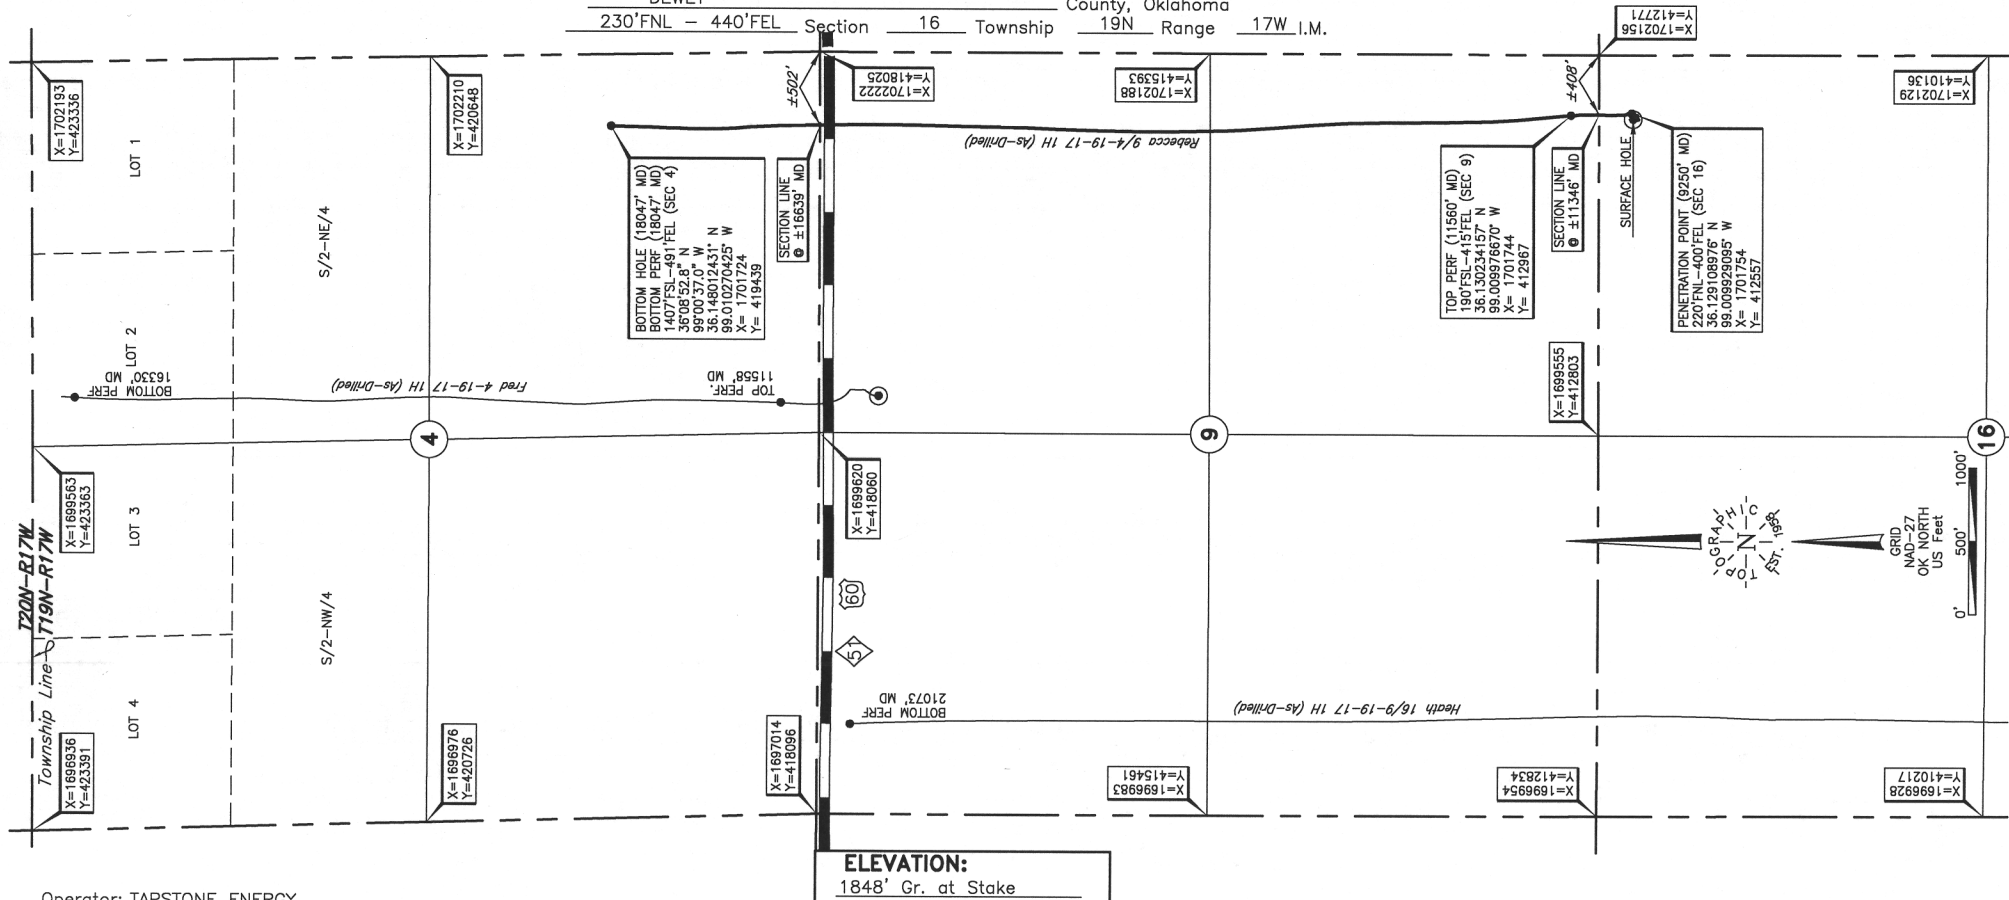 DEWEY County, Oklahoma
230'FNL - 440'FEL Section 16 Township 19N Range 17W I.M.
X=1702193
Y=423336
X=1702210
Y=420648
±502'
X=1702222
Y=418025
X=1702188
Y=415393
±408'
X=1702156
Y=412771
X=1702129
Y=410136
LOT 1
S/2-NE/4
LOT 2
BOTTOM PERF
16330' MD
Fred 4-19-17 1H (As-Drilled)
TOP PERF.
11558' MD
BOTTOM HOLE (18047' MD)
BOTTOM PERF (18047' MD)
1407'FSL-491'FEL (SEC 4)
36°08'52.8" N
99°00'37.0" W
36.148012431° N
99.010270425° W
X= 1701724
Y= 419439
SECTION LINE
@ ±16639' MD
Rebecca 9/4-19-17 1H (As-Drilled)
TOP PERF (11560' MD)
190'FSL-415'FEL (SEC 9)
36.130234157° N
99.009976670° W
X= 1701744
Y= 412967
SECTION LINE
@ ±11346' MD
SURFACE HOLE
PENETRATION POINT (9250' MD)
220'FNL-400'FEL (SEC 16)
36.129108976° N
99.009929095° W
X= 1701754
Y= 412557
X=1699555
Y=412803
4
9
16
T20N-R17W
T19N-R17W
Township Line
X=1699563
Y=423363
LOT 3
S/2-NW/4
LOT 4
X=1699620
Y=418060
60
51
X=1696936
Y=423391
X=1696976
Y=420726
X=1697014
Y=418096
BOTTOM PERF
21073' MD
Heath 16/9-19-17 1H (As-Drilled)
X=1696983
Y=415461
X=1696954
Y=412834
X=1696928
Y=410217
TOPOGRAPHIC
N
EST. 1958
GRID
NAD-27
OK NORTH
US Feet
0' 500' 1000'
ELEVATION:
1848' Gr. at Stake
Operator: TAPSTONE ENERGY